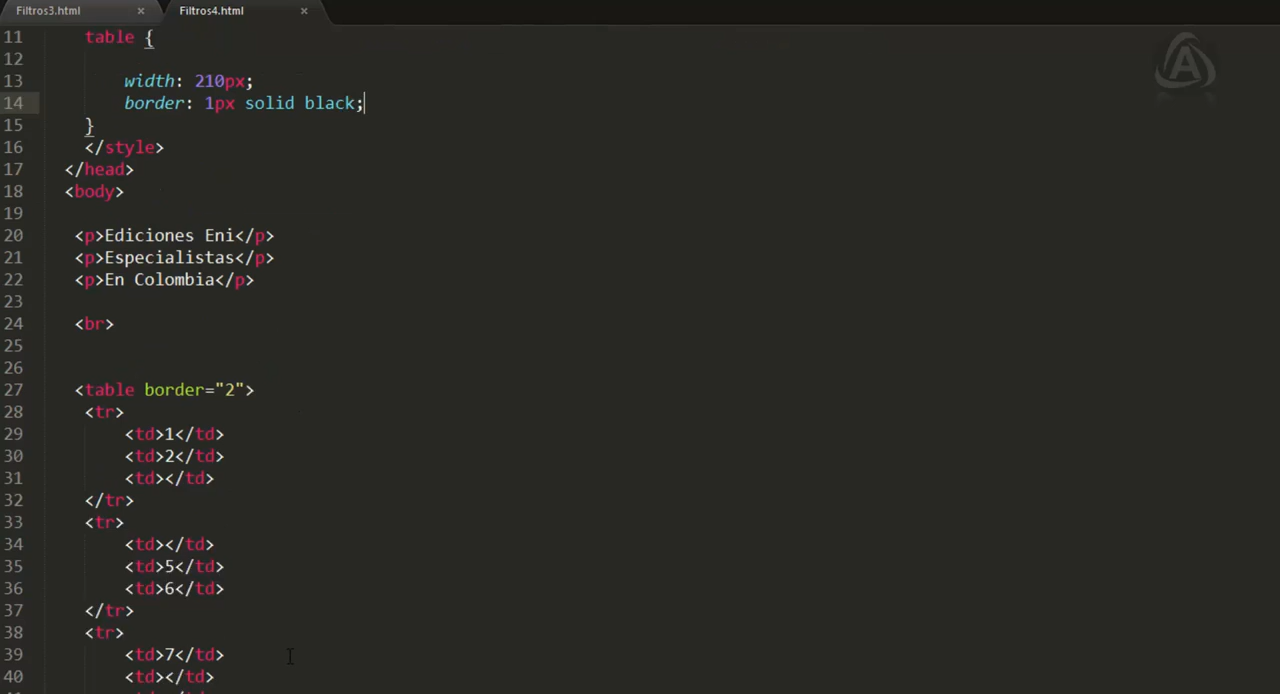 Filtros3.html × Filtros4.html ×
11 table {
12
13 width: 210px;
14 border: 1px solid black;
15 }
16 </style>
17 </head>
18 <body>
19
20 <p>Ediciones Eni</p>
21 <p>Especialistas</p>
22 <p>En Colombia</p>
23
24 <br>
25
26
27 <table border="2">
28 <tr>
29 <td>1</td>
30 <td>2</td>
31 <td></td>
32 </tr>
33 <tr>
34 <td></td>
35 <td>5</td>
36 <td>6</td>
37 </tr>
38 <tr>
39 <td>7</td>
40 <td></td>